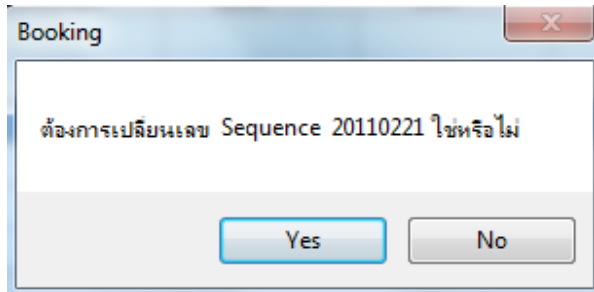 Booking
ต้องการเปลี่ยนเลข Sequence 20110221 ใช่หรือไม่
Yes No